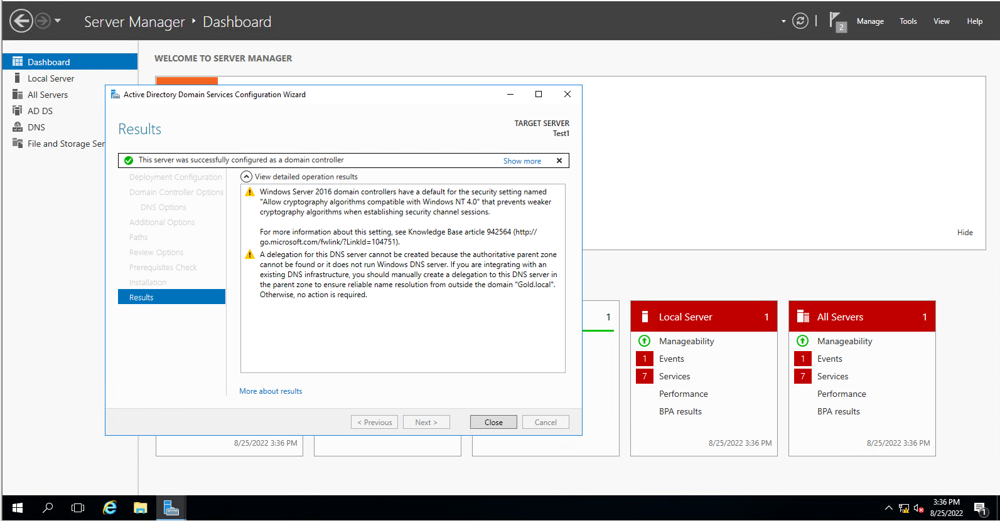 Server Manager ‣ Dashboard
2
Manage
Tools
View
Help
Dashboard
Local Server
All Servers
AD DS
DNS
File and Storage Ser
WELCOME TO SERVER MANAGER
Hide
Active Directory Domain Services Configuration Wizard
Results
TARGET SERVER
Test1
This server was successfully configured as a domain controller
Show more
Deployment Configuration
Domain Controller Options
DNS Options
Additional Options
Paths
Review Options
Prerequisites Check
Installation
Results
View detailed operation results
Windows Server 2016 domain controllers have a default for the security setting named
"Allow cryptography algorithms compatible with Windows NT 4.0" that prevents weaker
cryptography algorithms when establishing security channel sessions.
For more information about this setting, see Knowledge Base article 942564 (http://
go.microsoft.com/fwlink/?LinkId=104751).
A delegation for this DNS server cannot be created because the authoritative parent zone
cannot be found or it does not run Windows DNS server. If you are integrating with an
existing DNS infrastructure, you should manually create a delegation to this DNS server in
the parent zone to ensure reliable name resolution from outside the domain "Gold.local".
Otherwise, no action is required.
More about results
< Previous
Next >
Close
Cancel
1
Local Server 1
Manageability
1 Events
7 Services
Performance
BPA results
8/25/2022 3:36 PM
All Servers 1
Manageability
1 Events
7 Services
Performance
BPA results
8/25/2022 3:36 PM
8/25/2022 3:36 PM
3:36 PM
8/25/2022
1